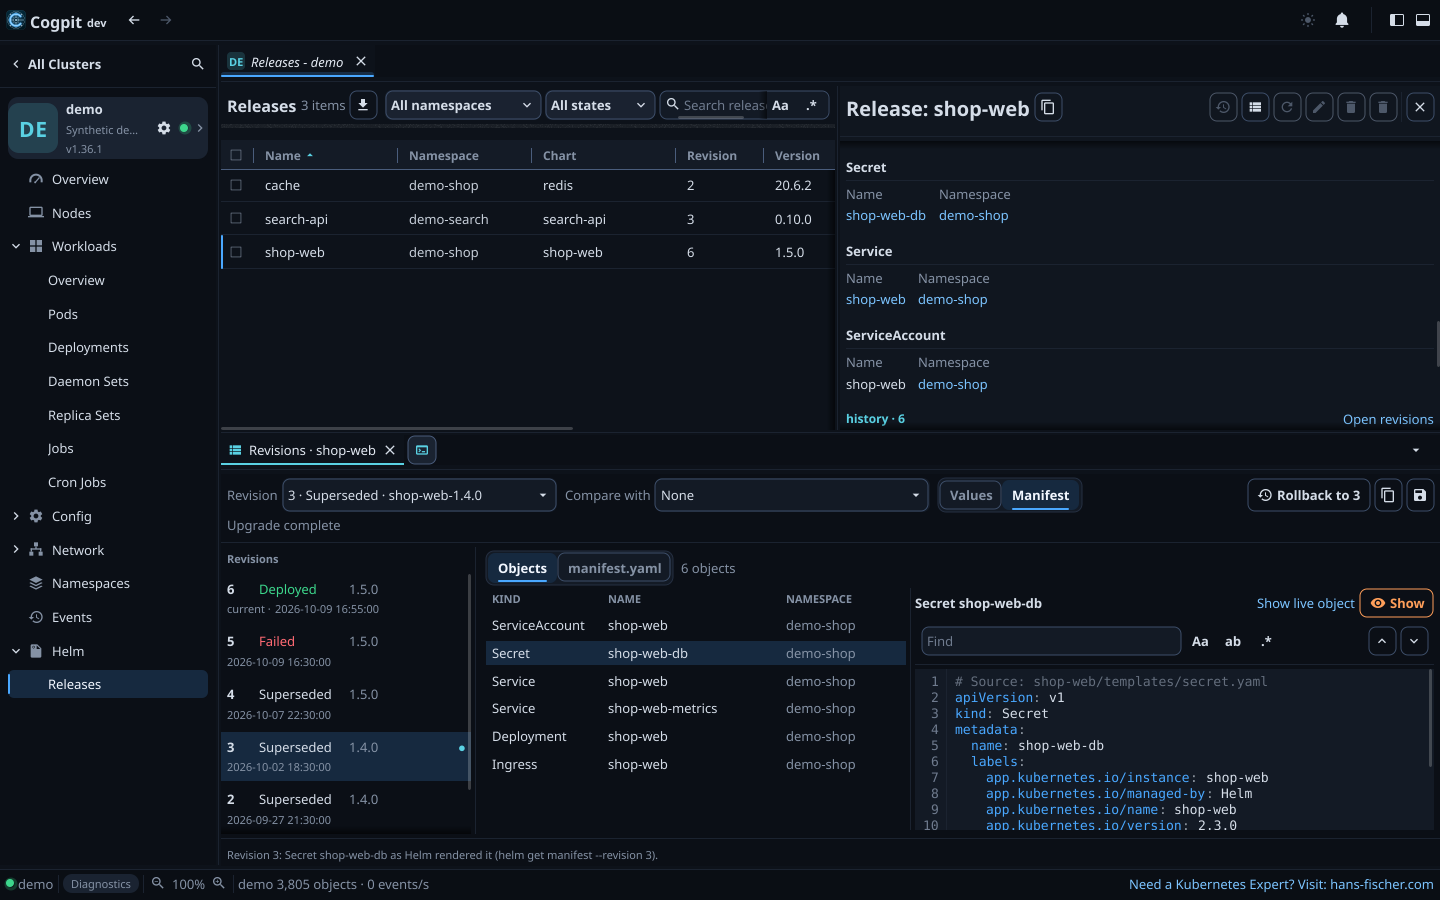 Cogpit dev
All Clusters
DE
demo
Synthetic de...
v1.36.1
Overview
Nodes
Workloads
Overview
Pods
Deployments
Daemon Sets
Replica Sets
Jobs
Cron Jobs
Config
Network
Namespaces
Events
Helm
Releases
DE Releases - demo
Releases 3 items
All namespaces
All states
Search releas
Aa .*
Name Namespace Chart Revision Version
cache demo-shop redis 2 20.6.2
search-api demo-search search-api 3 0.10.0
shop-web demo-shop shop-web 6 1.5.0
Release: shop-web
Secret
Name Namespace
shop-web-db demo-shop
Service
Name Namespace
shop-web demo-shop
ServiceAccount
Name Namespace
shop-web demo-shop
history · 6 Open revisions
Revisions · shop-web
Revision 3 · Superseded · shop-web-1.4.0 Compare with None Values Manifest Rollback to 3
Upgrade complete
Revisions
6 Deployed 1.5.0
current · 2026-10-09 16:55:00
5 Failed 1.5.0
2026-10-09 16:30:00
4 Superseded 1.5.0
2026-10-07 22:30:00
3 Superseded 1.4.0
2026-10-02 18:30:00
2 Superseded 1.4.0
2026-09-27 21:30:00
Objects manifest.yaml 6 objects
KIND NAME NAMESPACE
ServiceAccount shop-web demo-shop
Secret shop-web-db demo-shop
Service shop-web demo-shop
Service shop-web-metrics demo-shop
Deployment shop-web demo-shop
Ingress shop-web demo-shop
Secret shop-web-db Show live object Show
Find Aa ab .*
1 # Source: shop-web/templates/secret.yaml
2 apiVersion: v1
3 kind: Secret
4 metadata:
5 name: shop-web-db
6 labels:
7 app.kubernetes.io/instance: shop-web
8 app.kubernetes.io/managed-by: Helm
9 app.kubernetes.io/name: shop-web
10 app.kubernetes.io/version: 2.3.0
Revision 3: Secret shop-web-db as Helm rendered it (helm get manifest --revision 3).
demo Diagnostics 100% demo 3,805 objects · 0 events/s
Need a Kubernetes Expert? Visit: hans-fischer.com